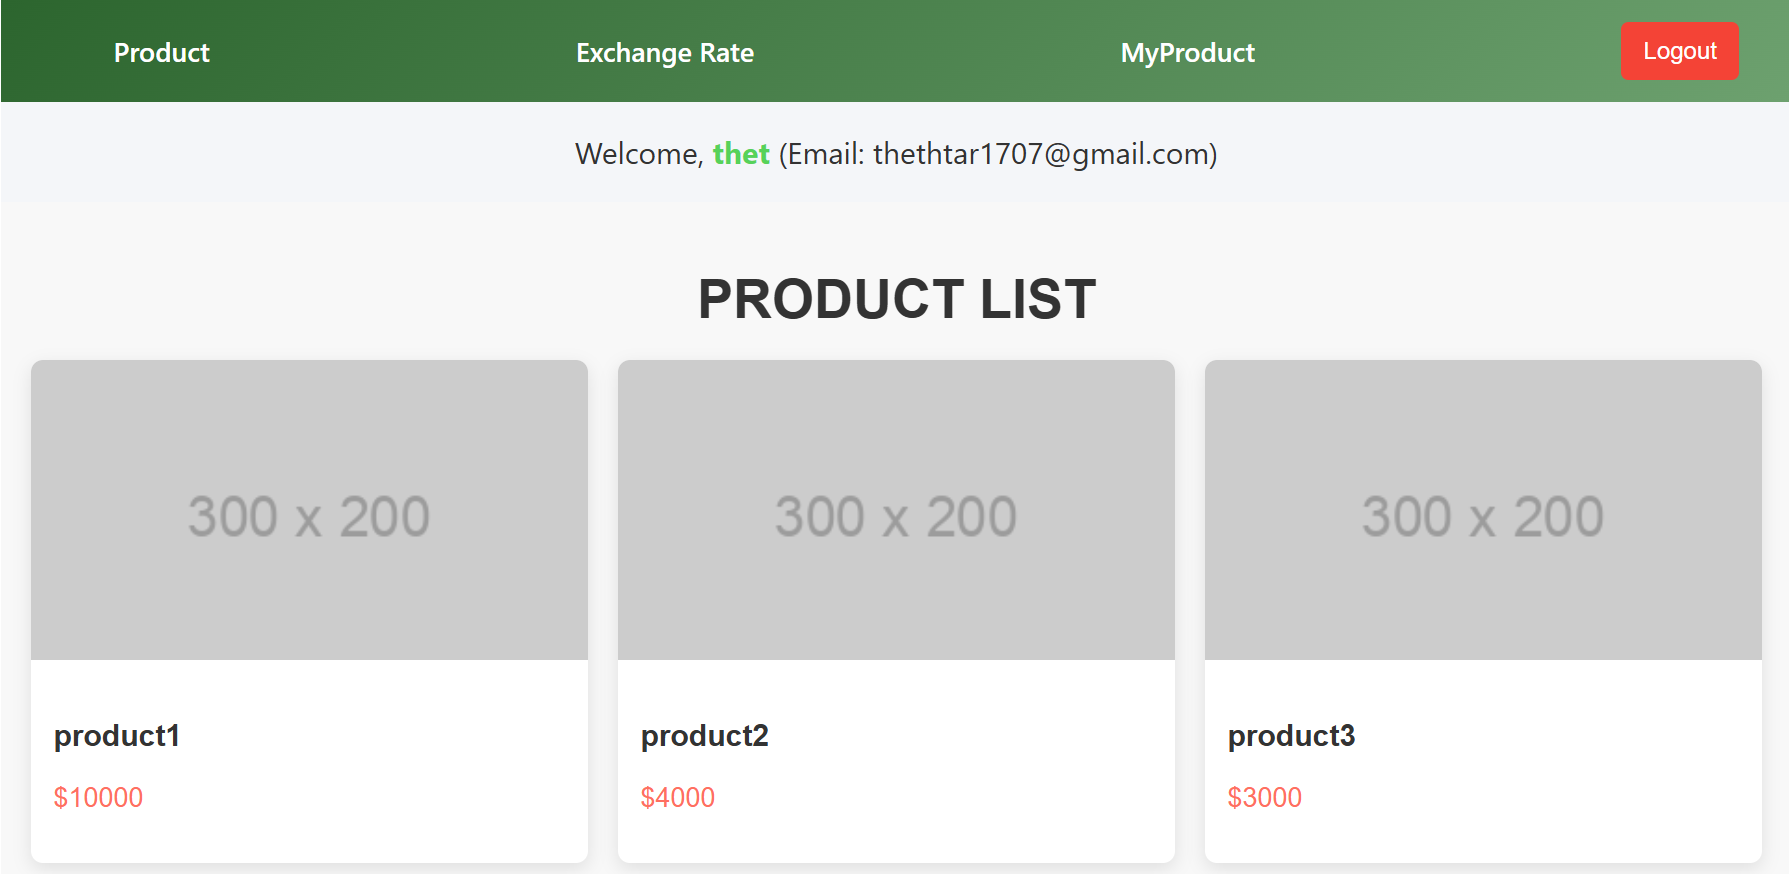 Product Exchange Rate MyProduct Logout
Welcome, thet (Email: thethtar1707@gmail.com)
PRODUCT LIST
300 x 200 300 x 200 300 x 200
product1 product2 product3
$10000 $4000 $3000